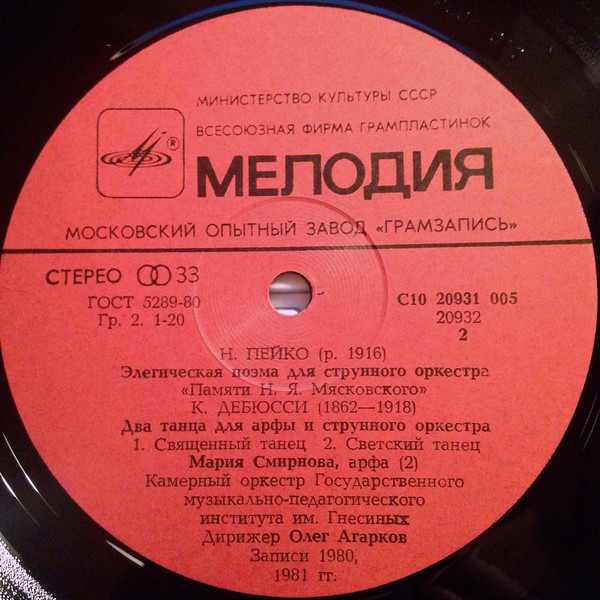 МИНИСТЕРСТВО КУЛЬТУРЫ СССР
ВСЕСОЮЗНАЯ ФИРМА ГРАМПЛАСТИНОК
®
МЕЛОДИЯ
МОСКОВСКИЙ ОПЫТНЫЙ ЗАВОД «ГРАМЗАПИСЬ»
СТЕРЕО 33
ГОСТ 5289-80
Гр. 2. 1-20
С10 20931 005
20932
2
Н. ПЕЙКО (р. 1916)
Элегическая поэма для струнного оркестра
«Памяти Н. Я. Мясковского»
К. ДЕБЮССИ (1862—1918)
Два танца для арфы и струнного оркестра
1. Священный танец 2. Светский танец
Мария Смирнова, арфа (2)
Камерный оркестр Государственного
музыкально-педагогического
института им. Гнесиных
Дирижер Олег Агарков
Записи 1980,
1981 гг.